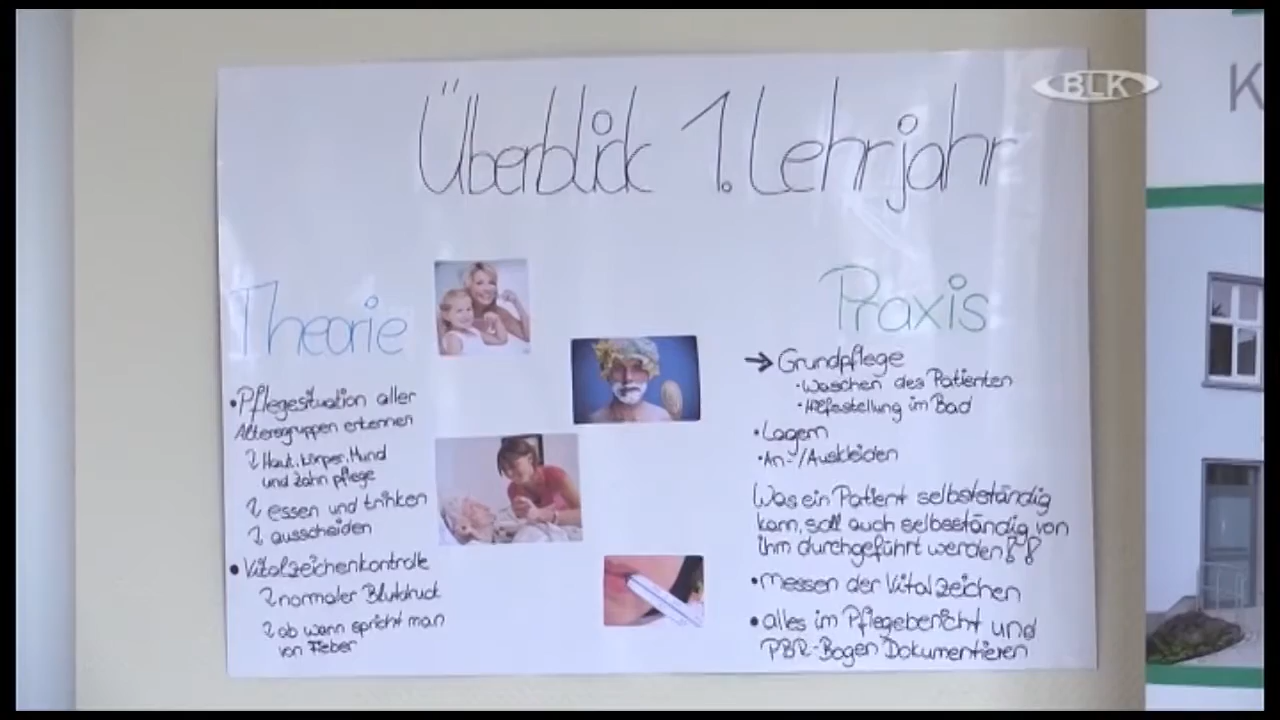 BLK
K
Überblick 1. Lehrjahr
Theorie
• Pflegesituation aller
Altersgruppen erlernen
Haut, Körper, Mund
und Zahn pflege
essen und trinken
ausscheiden
• Vitalzeichenkontrolle
normaler Blutdruck
ab wann spricht man
von Fieber
Praxis
→ Grundpflege
• Waschen des Patienten
• Hilfestellung im Bad
• Lagern
• An-/Auskleiden
Was ein Patient selbstständig
kann, soll auch selbstständig von
ihm durchgeführt werden!!
• messen der Vitalzeichen
• alles im Pflegebericht und
PBR-Bogen Dokumentieren